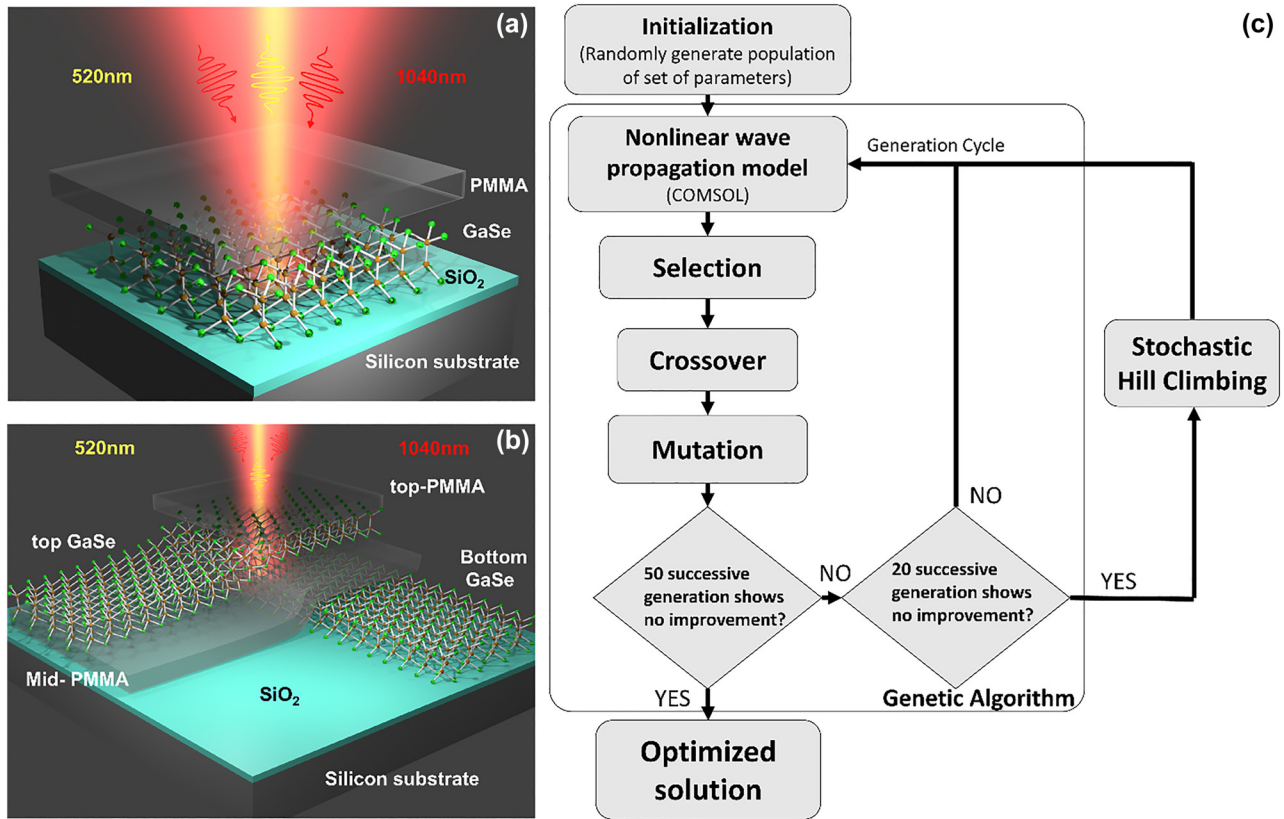 (a)
520nm
1040nm
PMMA
GaSe
SiO₂
Silicon substrate
(b)
520nm
1040nm
top-PMMA
top GaSe
Bottom
GaSe
Mid- PMMA
SiO₂
Silicon substrate
(c)
Initialization
(Randomly generate population
of set of parameters)
Nonlinear wave
propagation model
(COMSOL)
Generation Cycle
Selection
Crossover
Stochastic
Hill Climbing
Mutation
NO
50 successive
generation shows
no improvement?
NO
20 successive
generation shows
no improvement?
YES
YES
Genetic Algorithm
Optimized
solution